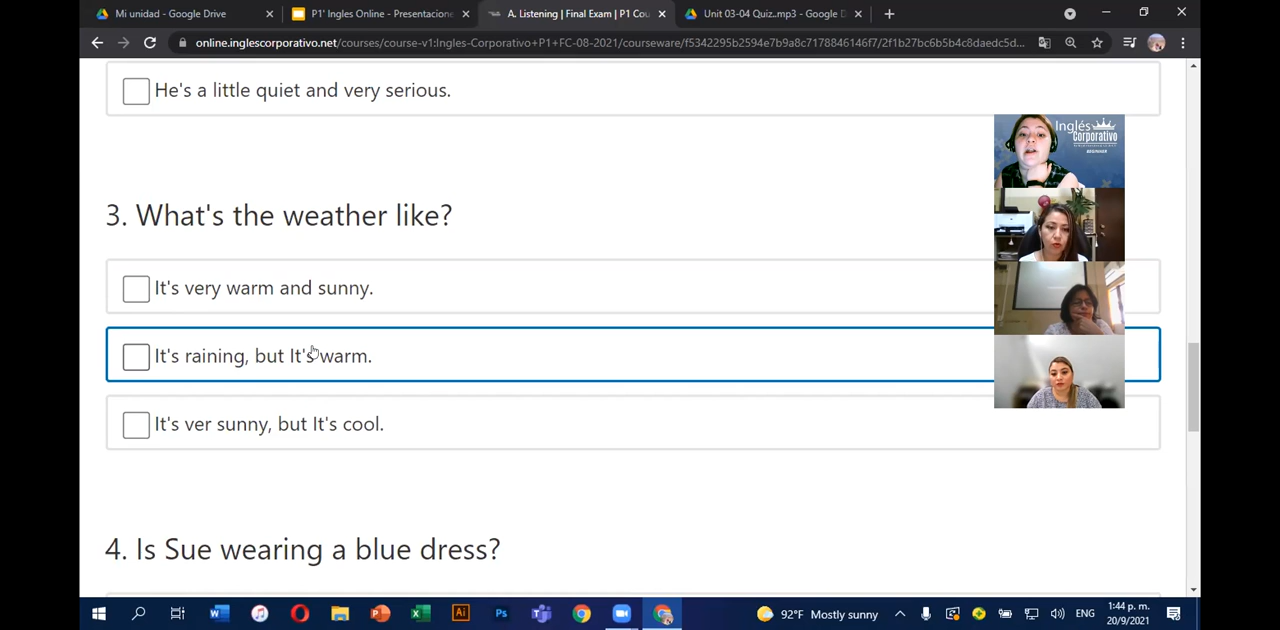 Mi unidad - Google Drive
P1' Ingles Online - Presentacione
A. Listening | Final Exam | P1 Cou
Unit 03-04 Quiz..mp3 - Google D
online.inglescorporativo.net/courses/course-v1:Ingles-Corporativo+P1+FC-08-2021/courseware/f5342295b2594e7b9a8c7178846146f7/2f1b27bc6b5b4c8daedc5d...
He's a little quiet and very serious.
Inglés
Corporativo
BEGINNER
3. What's the weather like?
It's very warm and sunny.
It's raining, but It's warm.
It's ver sunny, but It's cool.
4. Is Sue wearing a blue dress?
92°F Mostly sunny
ENG
1:44 p. m.
20/9/2021